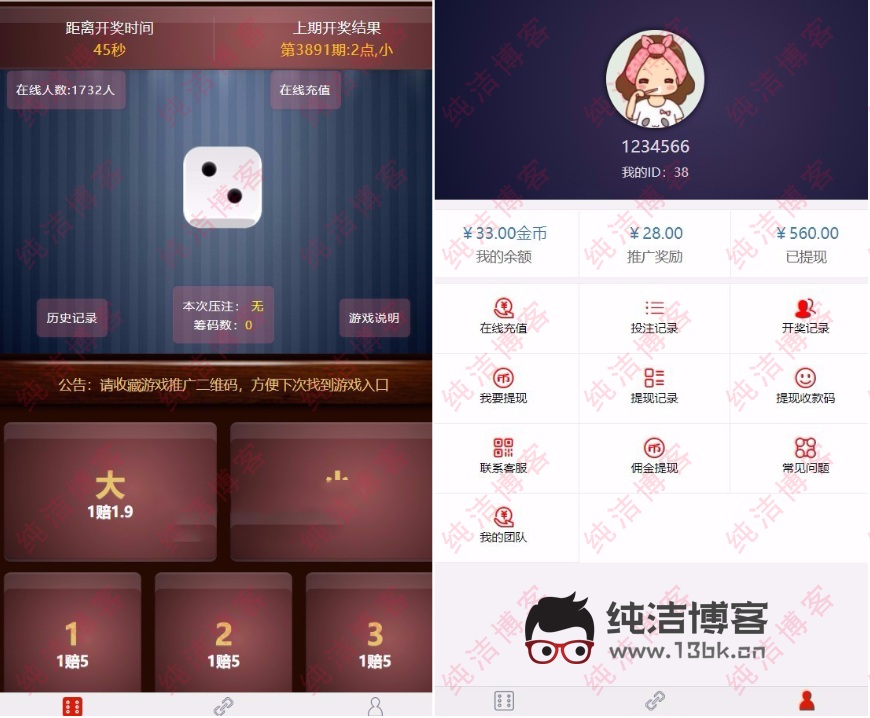 距离开奖时间
45秒
上期开奖结果
第3891期:2点,小
在线人数:1732人
在线充值
历史记录
本次压注： 无
筹码数：0
游戏说明
公告：请收藏游戏推广二维码，方便下次找到游戏入口
大
1赔1.9
小
1
1赔5
2
1赔5
3
1赔5
1234566
我的ID：38
¥33.00金币
我的余额
¥28.00
推广奖励
¥560.00
已提现
在线充值
投注记录
开奖记录
我要提现
提现记录
提现收款码
联系客服
佣金提现
常见问题
我的团队
纯洁博客
www.13bk.cn
纯洁博客